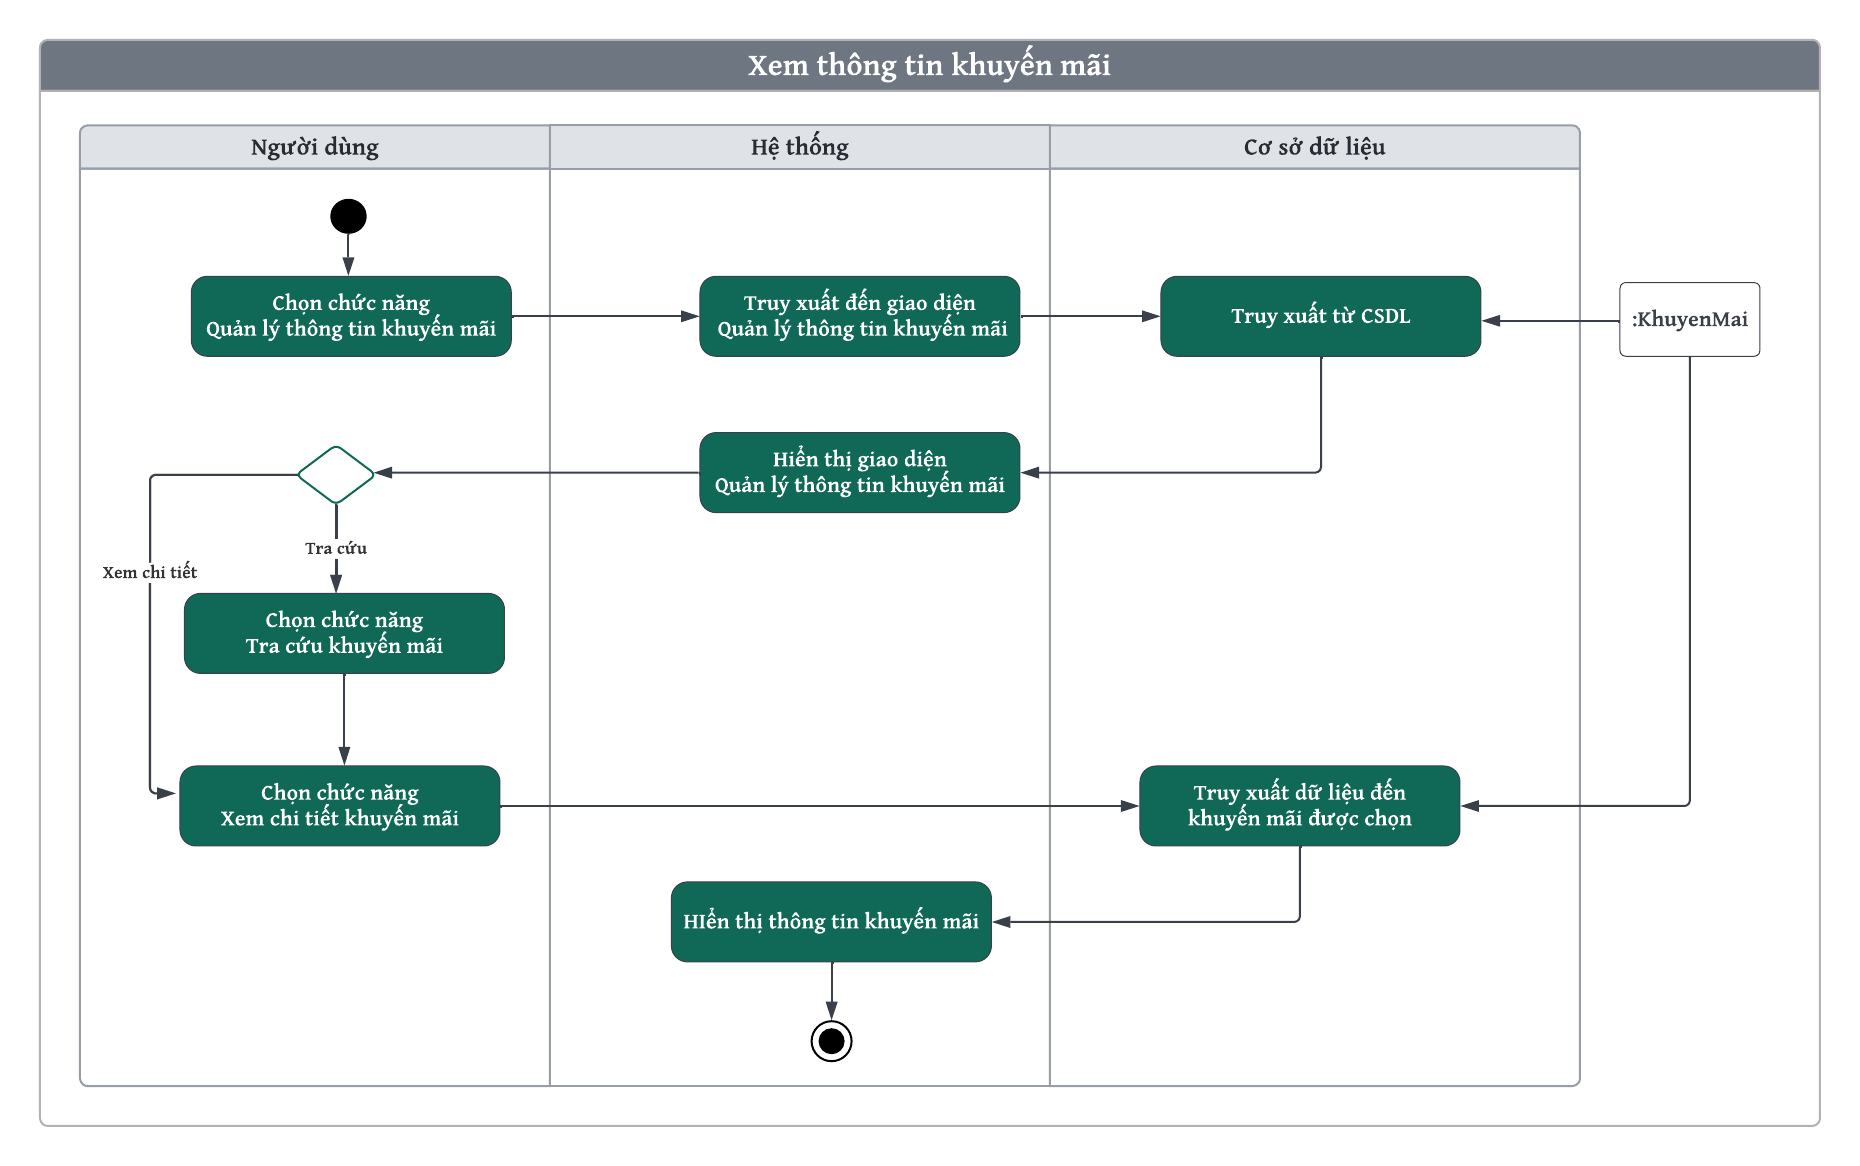 Xem thông tin khuyến mãi
Người dùng
Hệ thống
Cơ sở dữ liệu
Chọn chức năng
Quản lý thông tin khuyến mãi
Truy xuất đến giao diện
Quản lý thông tin khuyến mãi
Truy xuất từ CSDL
:KhuyenMai
Hiển thị giao diện
Quản lý thông tin khuyến mãi
Tra cứu
Xem chi tiết
Chọn chức năng
Tra cứu khuyến mãi
Chọn chức năng
Xem chi tiết khuyến mãi
Truy xuất dữ liệu đến
khuyến mãi được chọn
HIển thị thông tin khuyến mãi